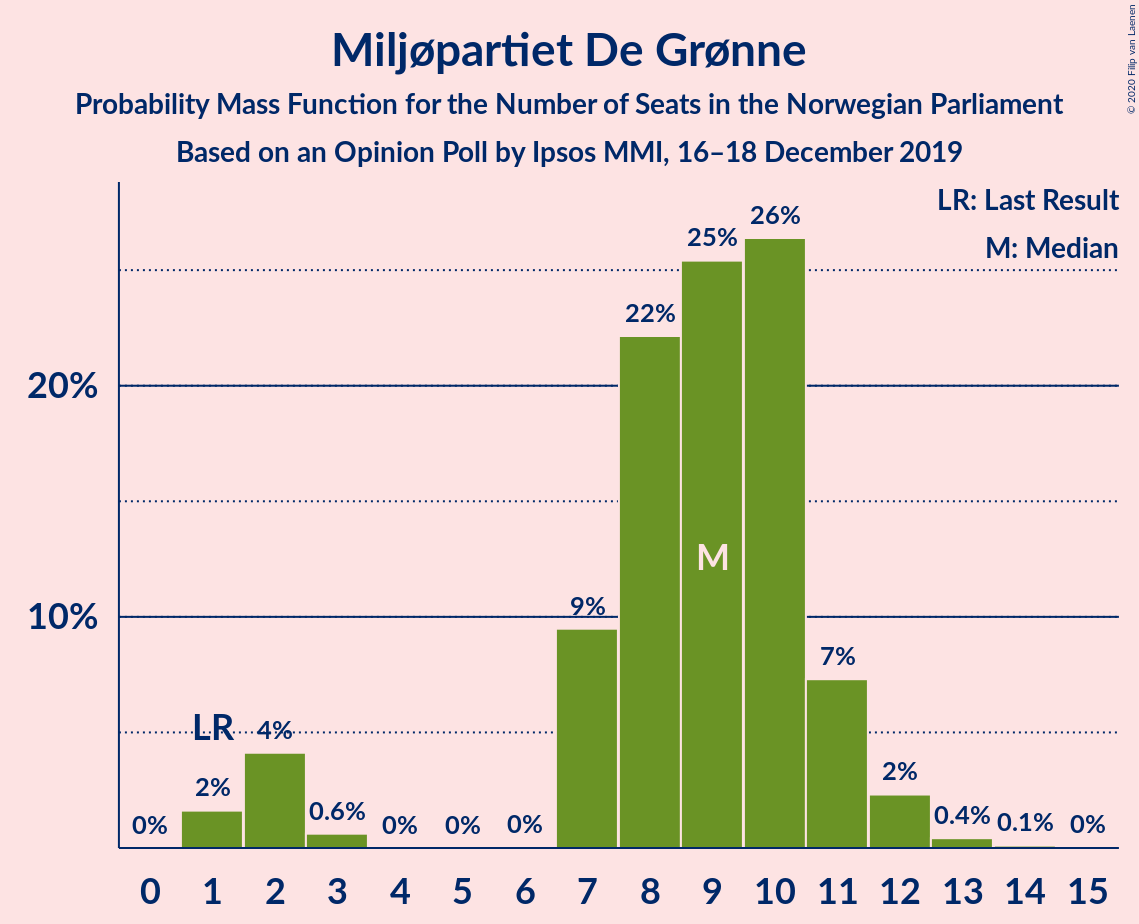 Miljøpartiet De Grønne
Probability Mass Function for the Number of Seats in the Norwegian Parliament
Based on an Opinion Poll by Ipsos MMI, 16–18 December 2019
© 2020 Filip van Laenen
LR: Last Result
M: Median
20%
10%
0%
2%
4%
0.6%
0%
0%
0%
9%
22%
25%
26%
7%
2%
0.4%
0.1%
0%
LR
M
0 1 2 3 4 5 6 7 8 9 10 11 12 13 14 15